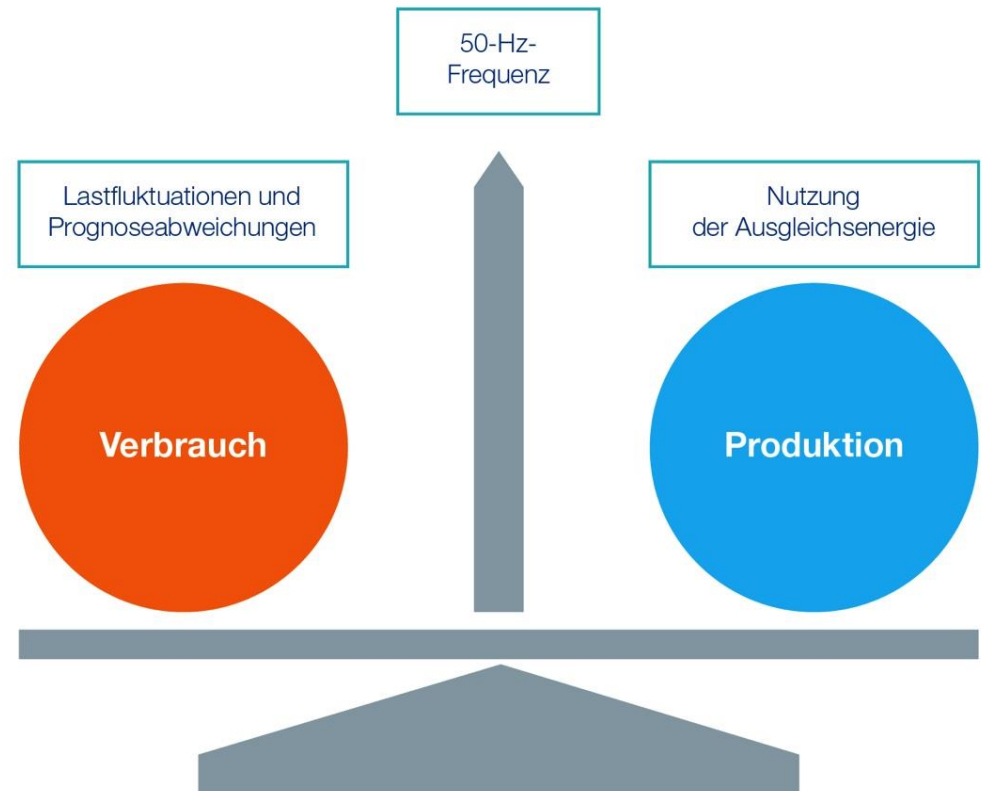 50-Hz-
Frequenz
Lastfluktuationen und
Prognoseabweichungen
Nutzung
der Ausgleichsenergie
Verbrauch
Produktion